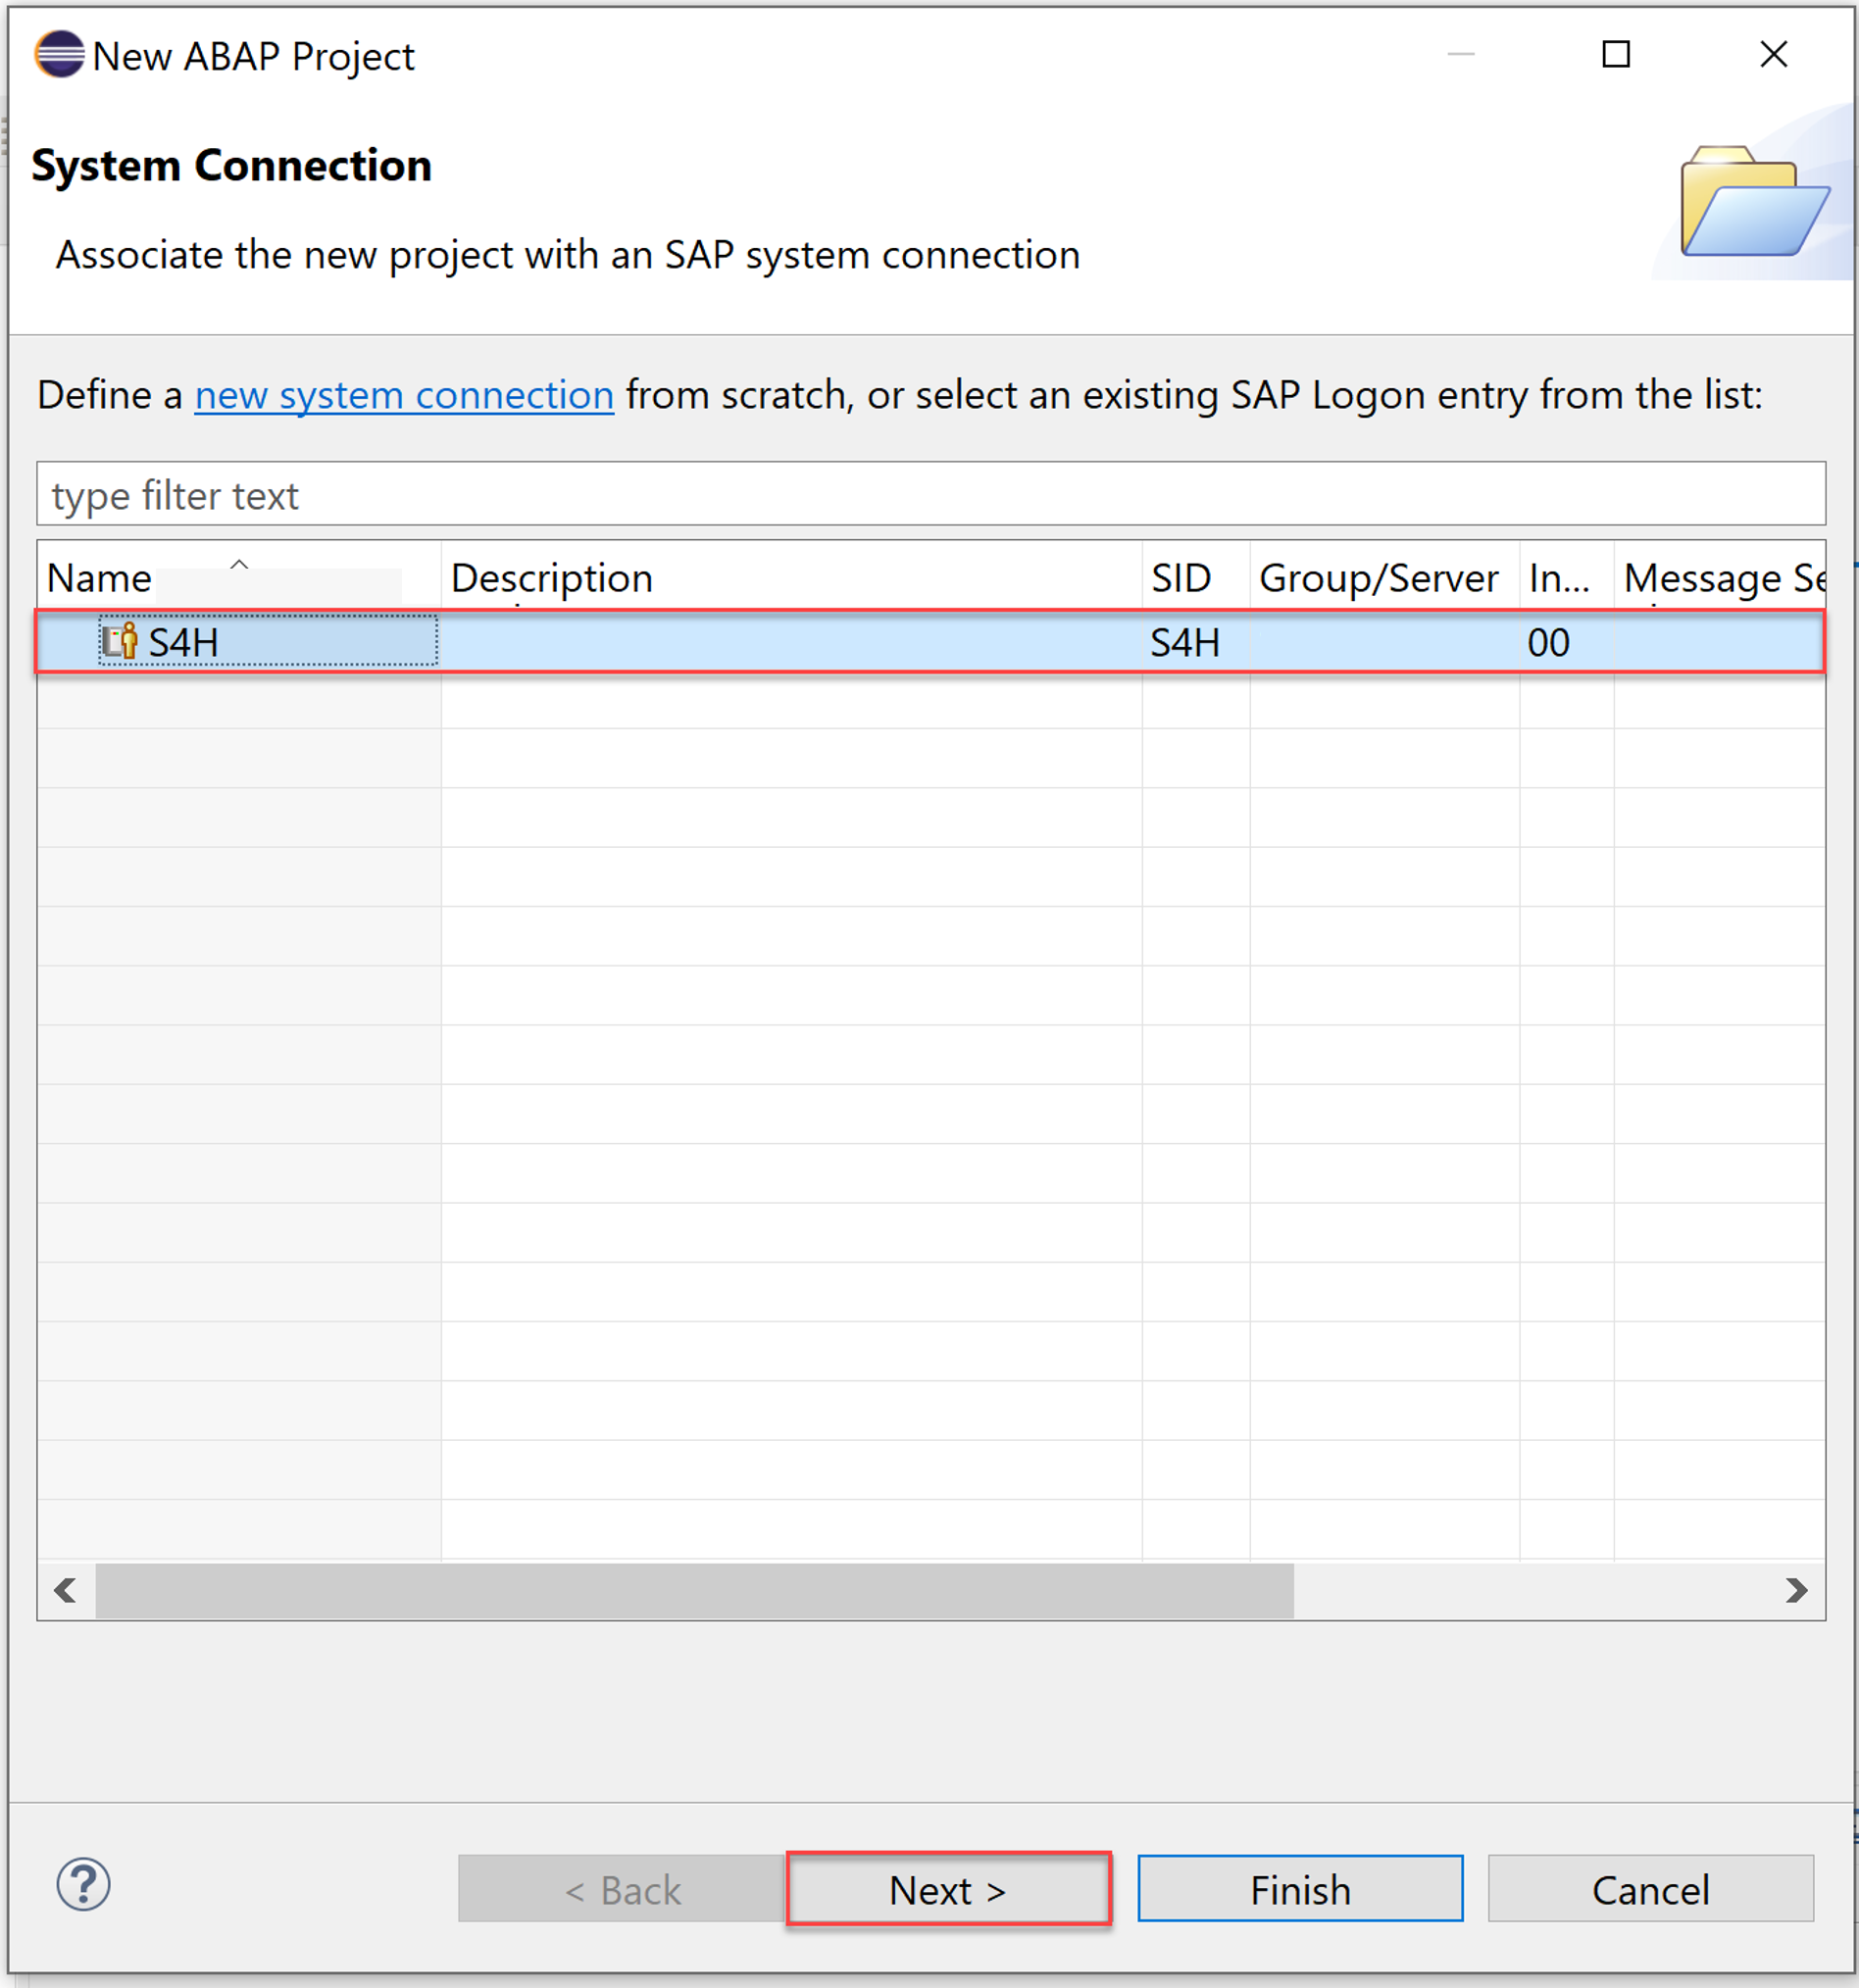 New ABAP Project
System Connection
Associate the new project with an SAP system connection
Define a new system connection from scratch, or select an existing SAP Logon entry from the list:
type filter text
Name Description SID Group/Server In... Message Se
S4H S4H 00
< Back Next > Finish Cancel